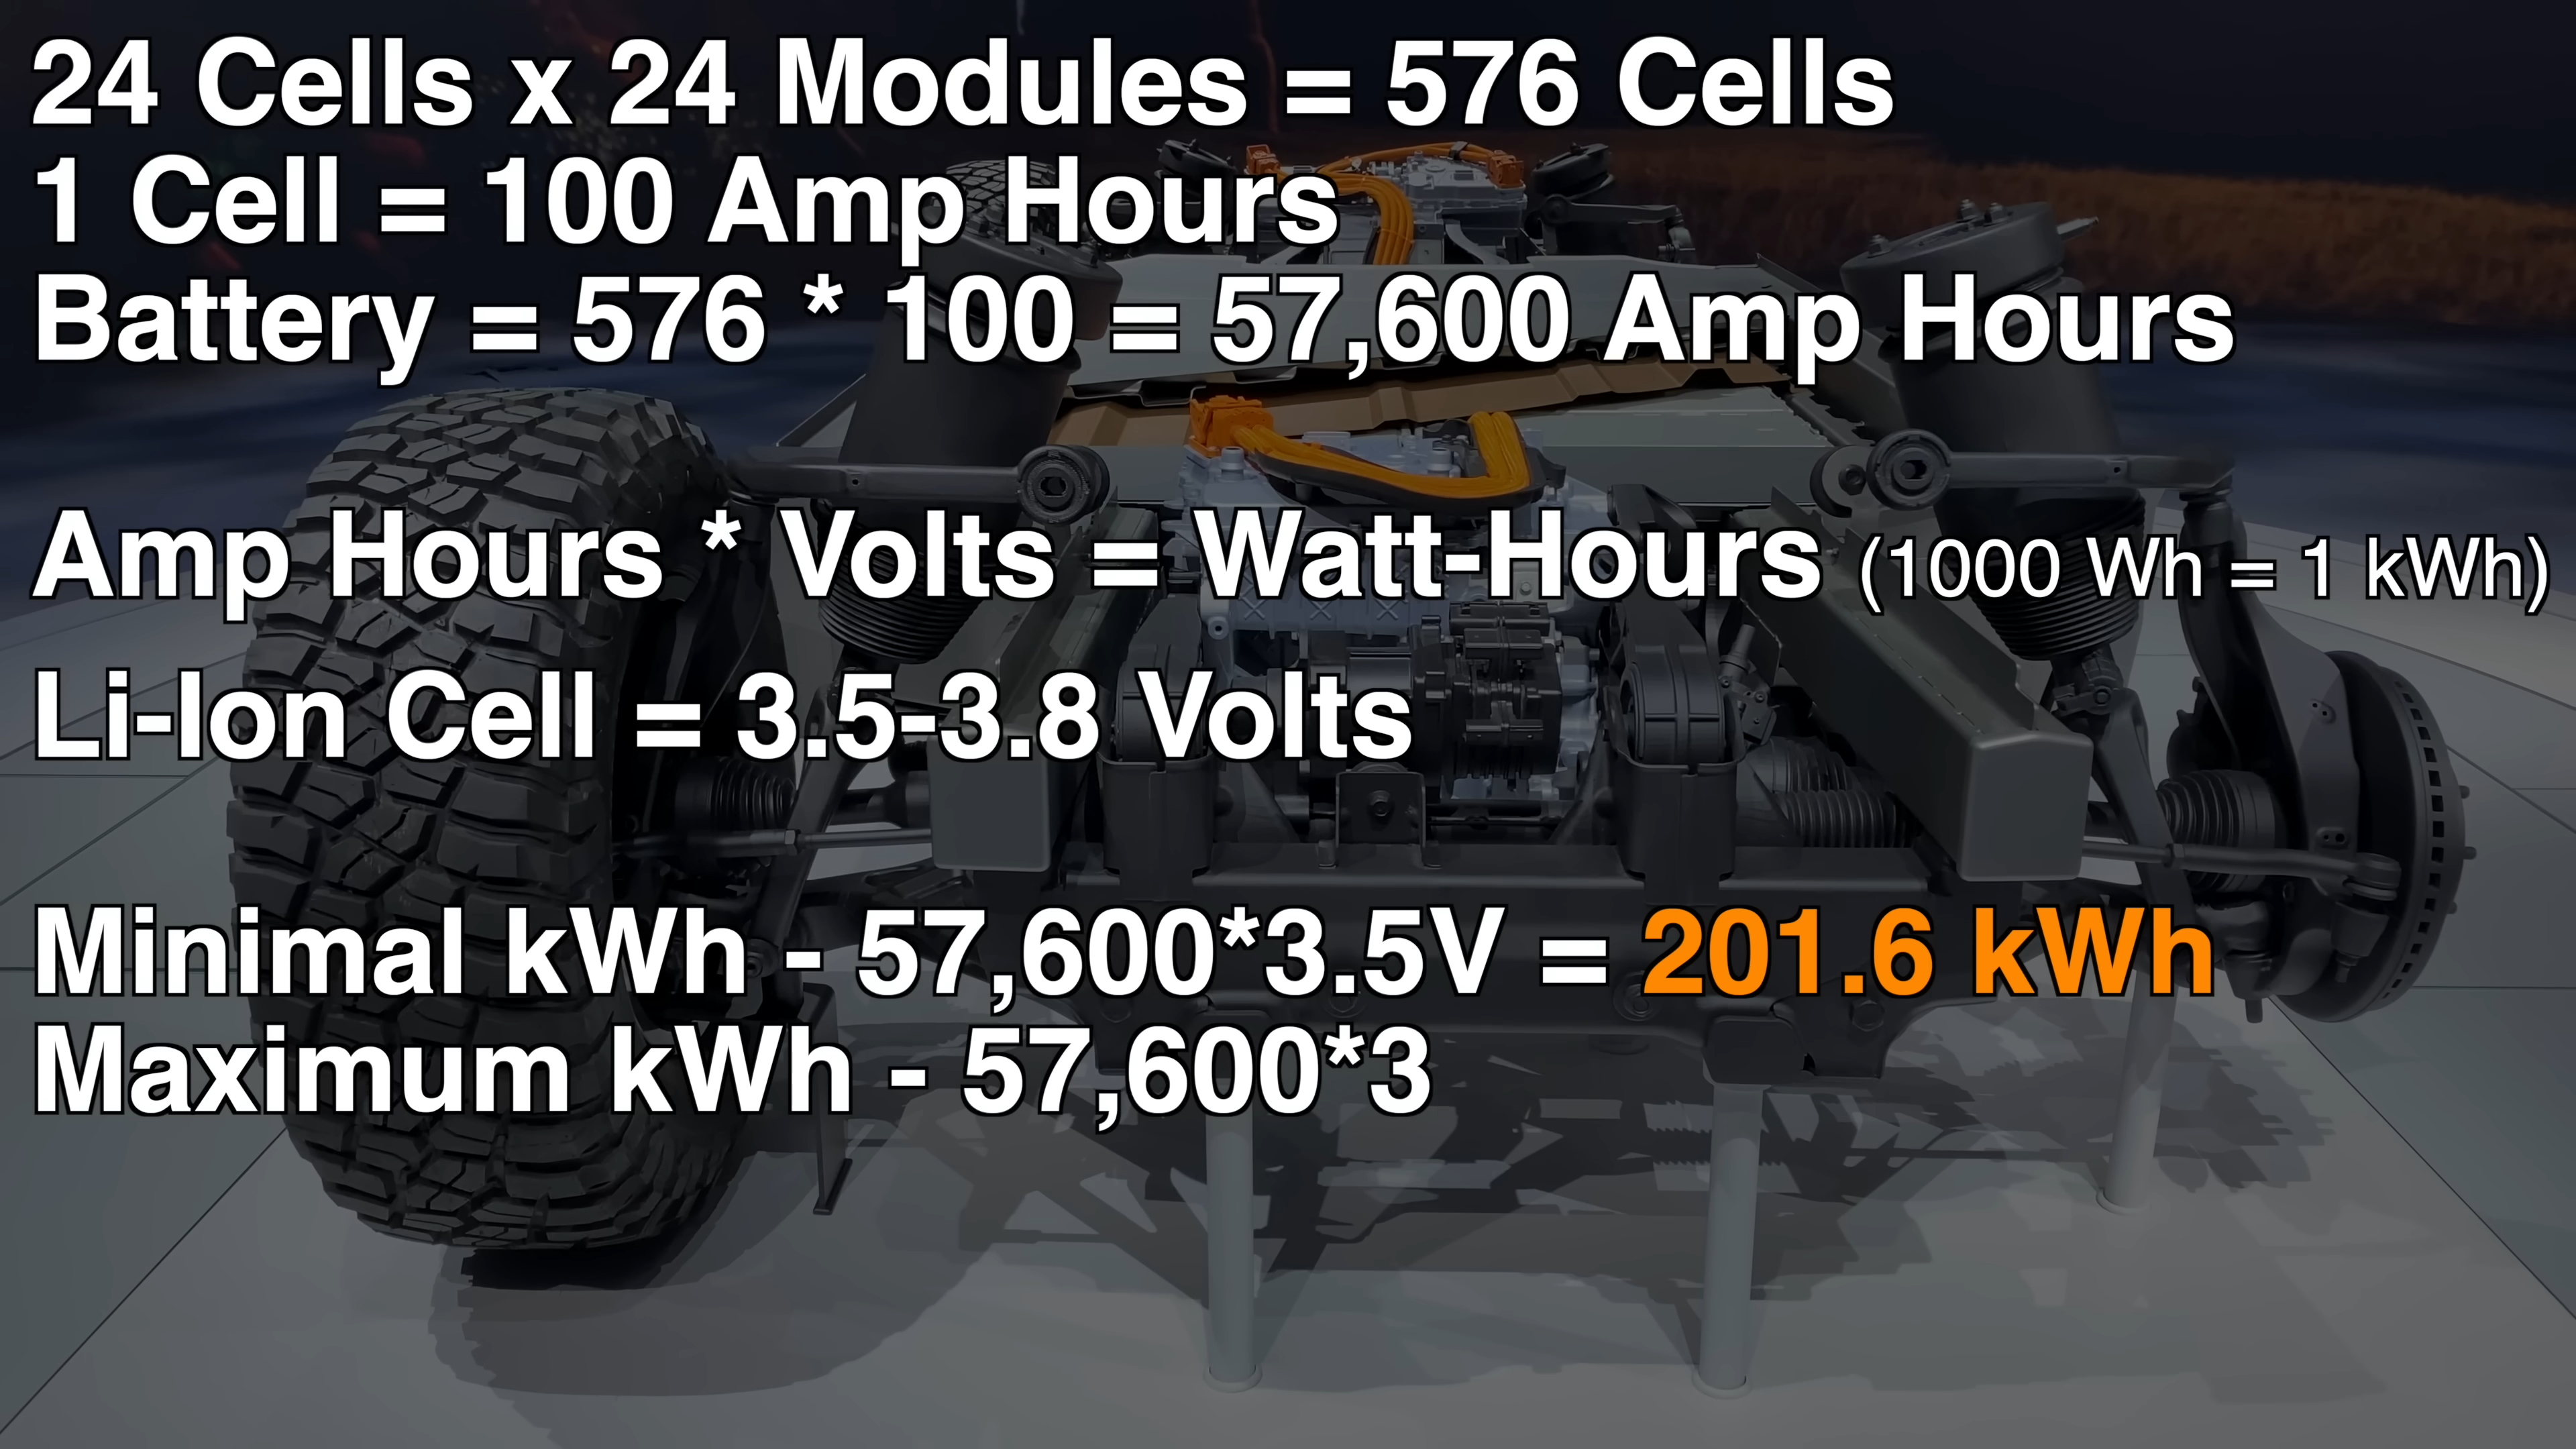 24 Cells x 24 Modules = 576 Cells
1 Cell = 100 Amp Hours
Battery = 576 * 100 = 57,600 Amp Hours
Amp Hours * Volts = Watt-Hours (1000 Wh = 1 kWh)
Li-Ion Cell = 3.5-3.8 Volts
Minimal kWh - 57,600*3.5V = 201.6 kWh
Maximum kWh - 57,600*3